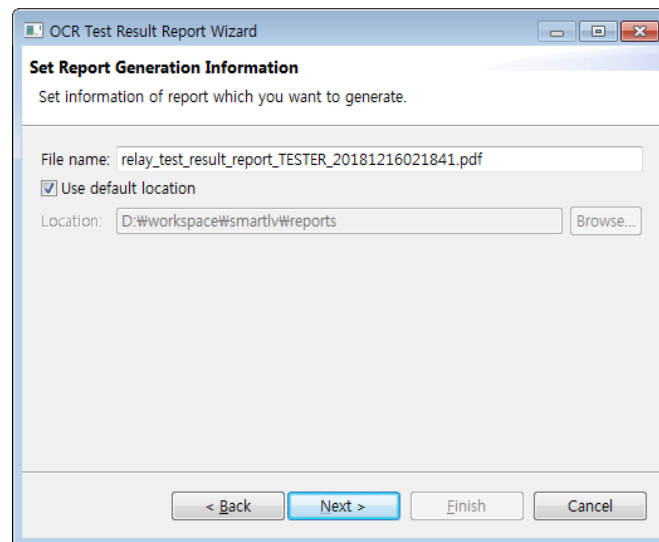 OCR Test Result Report Wizard
Set Report Generation Information
Set information of report which you want to generate.
File name: relay_test_result_report_TESTER_20181216021841.pdf
Use default location
Location: D:₩workspace₩smartlv₩reports Browse...
< Back Next > Finish Cancel